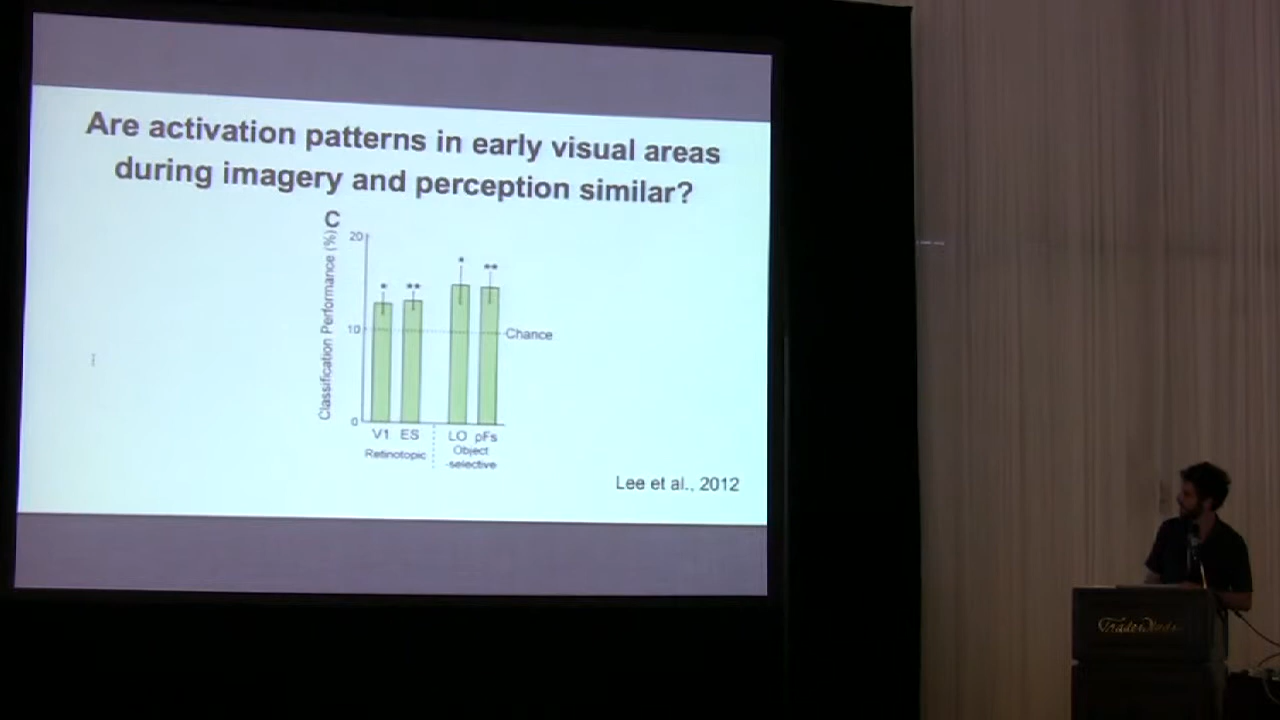 Are activation patterns in early visual areas
during imagery and perception similar?
C
Classification Performance (%)
20
10
0
* ** * **
Chance
V1 ES LO pFs
Retinotopic Object
-selective
Lee et al., 2012
TradeWinds